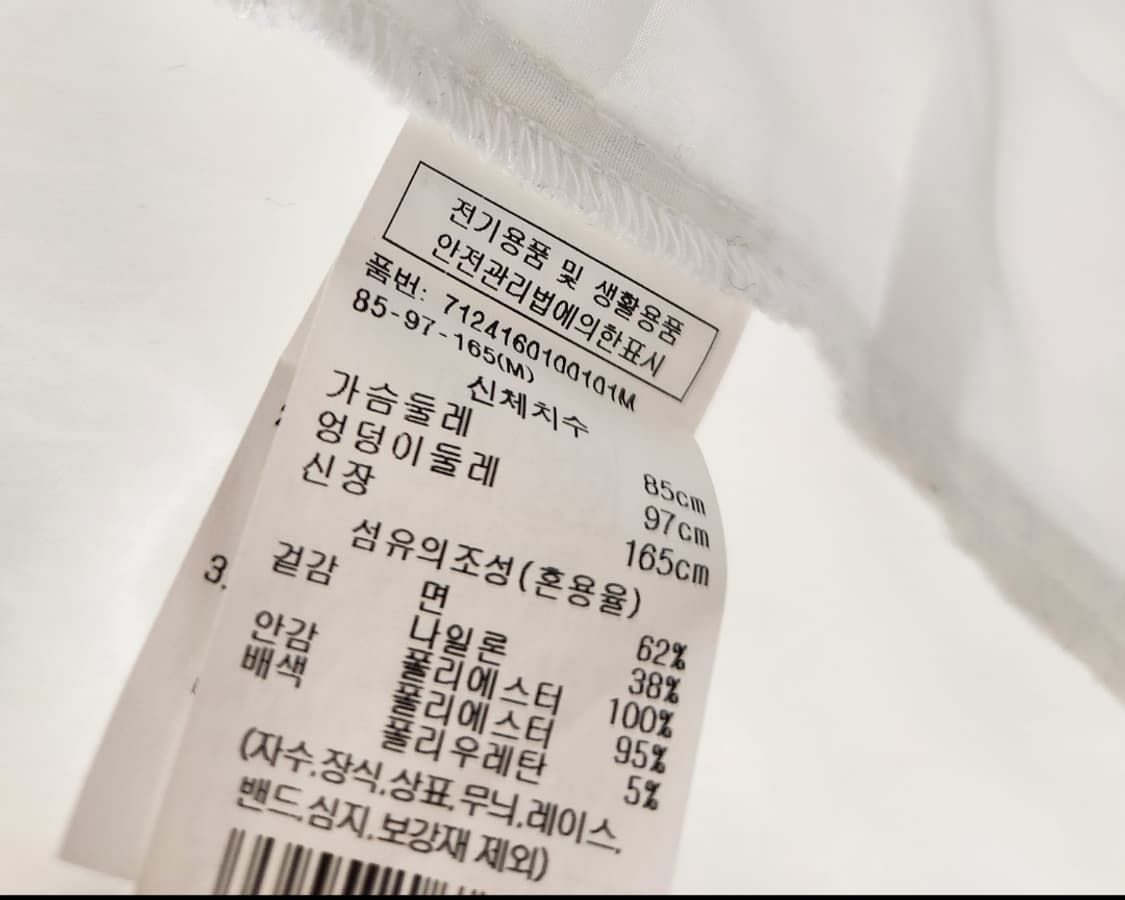 전기용품 및 생활용품
안전관리법에의한표시
품번: 7124160100101M
85-97-165(M)
신체치수
가슴둘레 85cm
엉덩이둘레 97cm
신장 165cm
섬유의조성(혼용율)
겉감 면 62%
나일론 38%
안감 폴리에스터 100%
배색 폴리에스터 95%
폴리우레탄 5%
(자수,장식,상표,무늬,레이스,
밴드,심지,보강재 제외)
3.